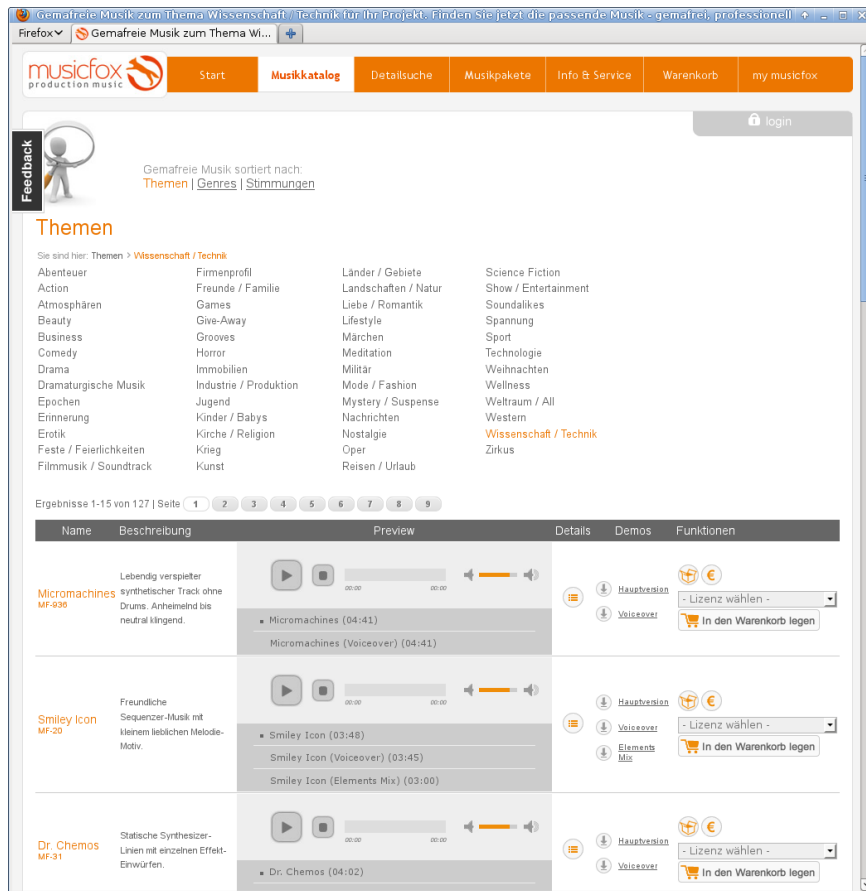 Gemafreie Musik zum Thema Wissenschaft / Technik für Ihr Projekt. Finden Sie jetzt die passende Musik - gemafrei, professionell
Firefox
Gemafreie Musik zum Thema Wi...
musicfox
production music
Start
Musikkatalog
Detailsuche
Musikpakete
Info & Service
Warenkorb
my musicfox
login
Feedback
Gemafreie Musik sortiert nach:
Themen | Genres | Stimmungen
Themen
Sie sind hier: Themen > Wissenschaft / Technik
Abenteuer
Action
Atmosphären
Beauty
Business
Comedy
Drama
Dramaturgische Musik
Epochen
Erinnerung
Erotik
Feste / Feierlichkeiten
Filmmusik / Soundtrack
Firmenprofil
Freunde / Familie
Games
Give-Away
Grooves
Horror
Immobilien
Industrie / Produktion
Jugend
Kinder / Babys
Kirche / Religion
Krieg
Kunst
Länder / Gebiete
Landschaften / Natur
Liebe / Romantik
Lifestyle
Märchen
Meditation
Militär
Mode / Fashion
Mystery / Suspense
Nachrichten
Nostalgie
Oper
Reisen / Urlaub
Science Fiction
Show / Entertainment
Soundalikes
Spannung
Sport
Technologie
Weihnachten
Wellness
Weltraum / All
Western
Wissenschaft / Technik
Zirkus
Ergebnisse 1-15 von 127 | Seite 1 2 3 4 5 6 7 8 9
Name Beschreibung Preview Details Demos Funktionen
Micromachines
MF-936
Lebendig verspielter
synthetischer Track ohne
Drums. Anheimelnd bis
neutral klingend.
00:00 00:00
Micromachines (04:41)
Micromachines (Voiceover) (04:41)
Hauptversion
Voiceover
€
- Lizenz wählen -
In den Warenkorb legen
Smiley Icon
MF-20
Freundliche
Sequenzer-Musik mit
kleinem lieblichen Melodie-
Motiv.
00:00 00:00
Smiley Icon (03:48)
Smiley Icon (Voiceover) (03:45)
Smiley Icon (Elements Mix) (03:00)
Hauptversion
Voiceover
Elements
Mix
€
- Lizenz wählen -
In den Warenkorb legen
Dr. Chemos
MF-31
Statische Synthesizer-
Linien mit einzelnen Effekt-
Einwürfen.
00:00 00:00
Dr. Chemos (04:02)
Hauptversion
Voiceover
€
- Lizenz wählen -
In den Warenkorb legen